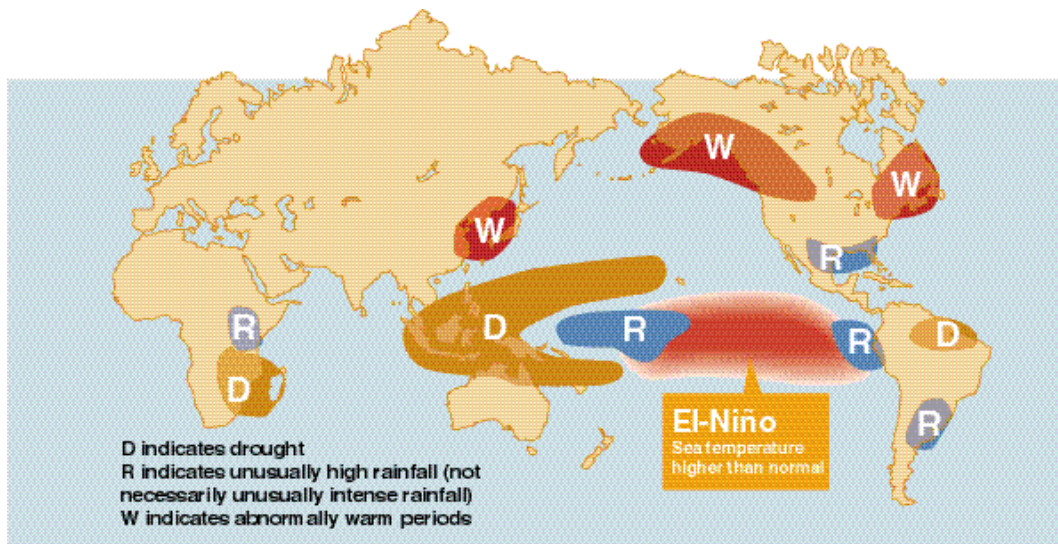 W
W
W
R
R
D
R
R
D
D
R
El-Niño
Sea temperature
higher than normal
D indicates drought
R indicates unusually high rainfall (not
necessarily unusually intense rainfall)
W indicates abnormally warm periods